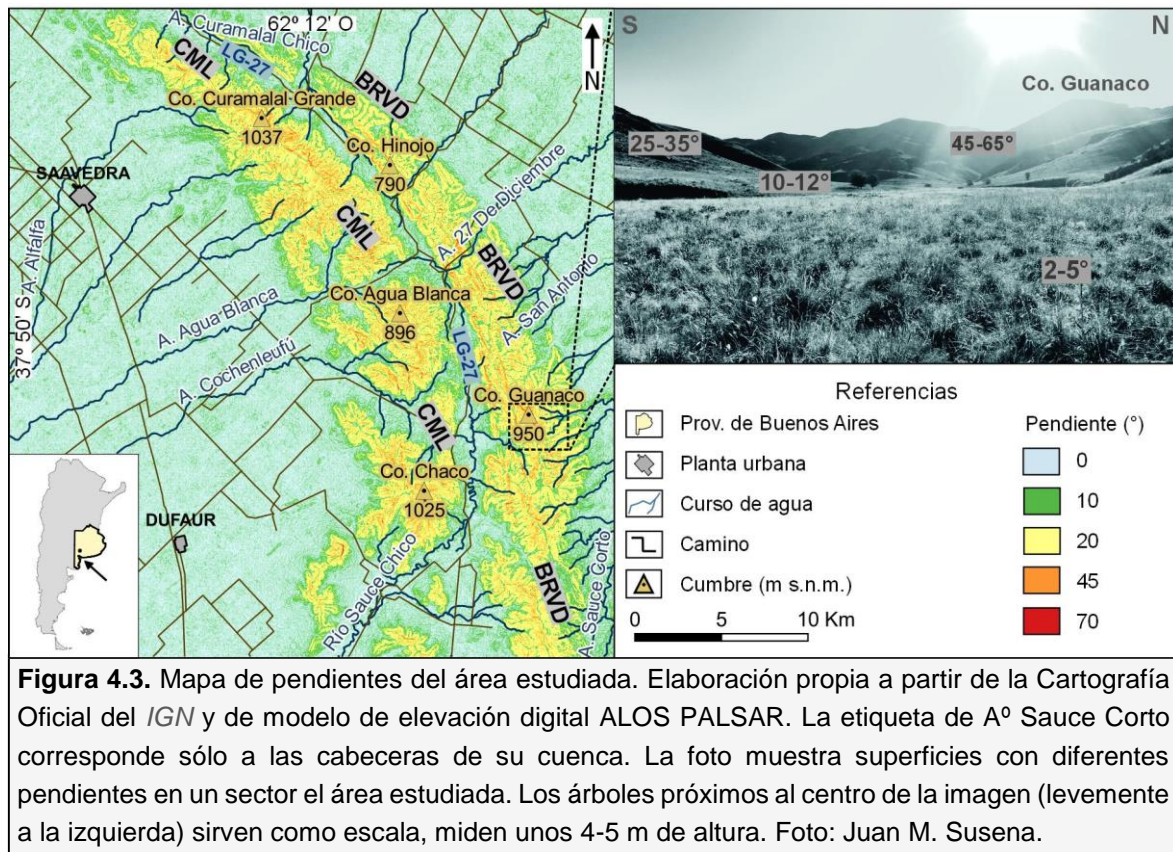 62º 12' O
A. Curamalal Chico
CML
LG-27
BRVD
N
Co. Curamalal Grande
1037
Co. Hinojo
790
SAAVEDRA
A. Alfalfa
CML
A. 27 De Diciembre
BRVD
A. San Antonio
37º 50' S
A. Agua Blanca
Co. Agua Blanca
896
LG-27
A. Cochenleufú
Co. Guanaco
950
CML
Co. Chaco
1025
DUFAUR
Río Sauce Chico
BRVD
A. Sauce Corto
S
N
Co. Guanaco
25-35°
45-65°
10-12°
2-5°
Referencias
Prov. de Buenos Aires
Planta urbana
Curso de agua
Camino
Cumbre (m s.n.m.)
0 5 10 Km
Pendiente (°)
0
10
20
45
70
Figura 4.3. Mapa de pendientes del área estudiada. Elaboración propia a partir de la Cartografía
Oficial del IGN y de modelo de elevación digital ALOS PALSAR. La etiqueta de Aº Sauce Corto
corresponde sólo a las cabeceras de su cuenca. La foto muestra superficies con diferentes
pendientes en un sector el área estudiada. Los árboles próximos al centro de la imagen (levemente
a la izquierda) sirven como escala, miden unos 4-5 m de altura. Foto: Juan M. Susena.